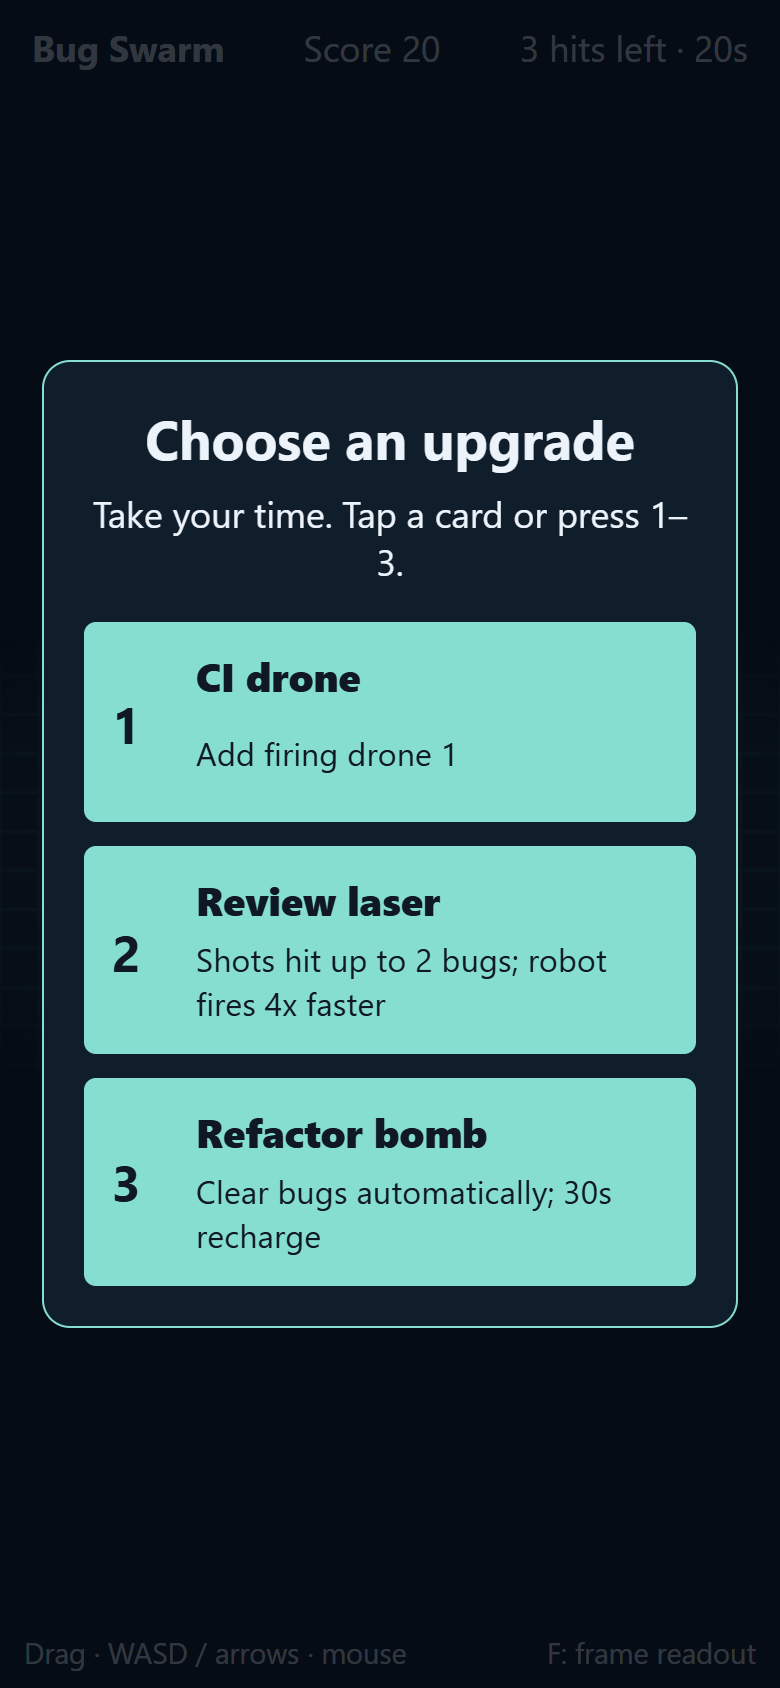 Bug Swarm Score 20 3 hits left · 20s
Choose an upgrade
Take your time. Tap a card or press 1–
3.
1
CI drone
Add firing drone 1
2
Review laser
Shots hit up to 2 bugs; robot
fires 4x faster
3
Refactor bomb
Clear bugs automatically; 30s
recharge
Drag · WASD / arrows · mouse F: frame readout